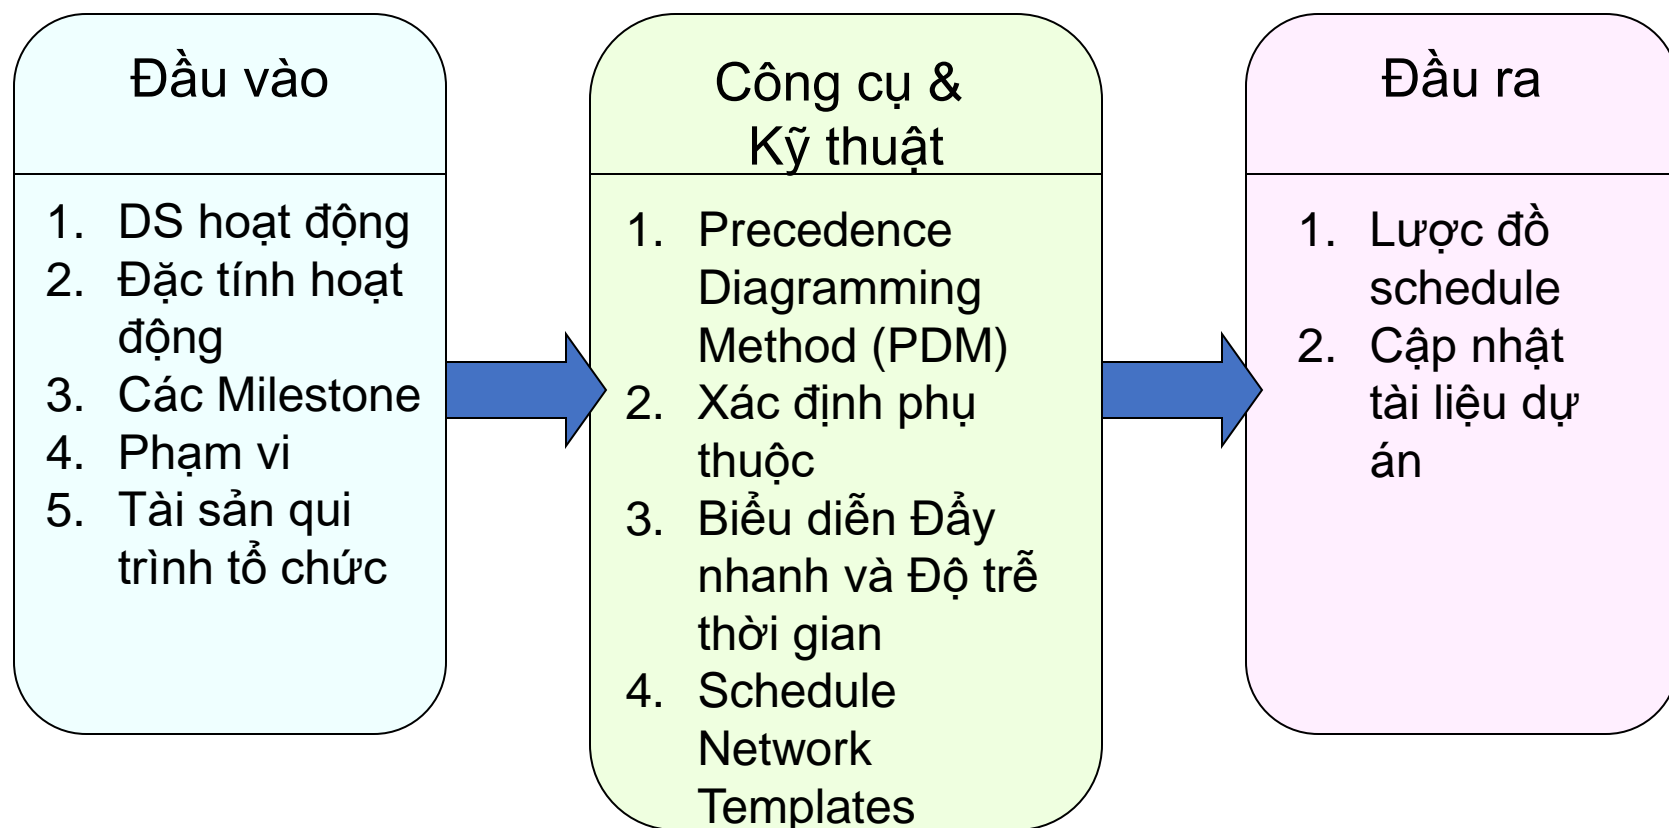 Đầu vào
1. DS hoạt động
2. Đặc tính hoạt
động
3. Các Milestone
4. Phạm vi
5. Tài sản qui
trình tổ chức
Công cụ &
Kỹ thuật
1. Precedence
Diagramming
Method (PDM)
2. Xác định phụ
thuộc
3. Biểu diễn Đẩy
nhanh và Độ trễ
thời gian
4. Schedule
Network
Templates
Đầu ra
1. Lược đồ
schedule
2. Cập nhật
tài liệu dự
án